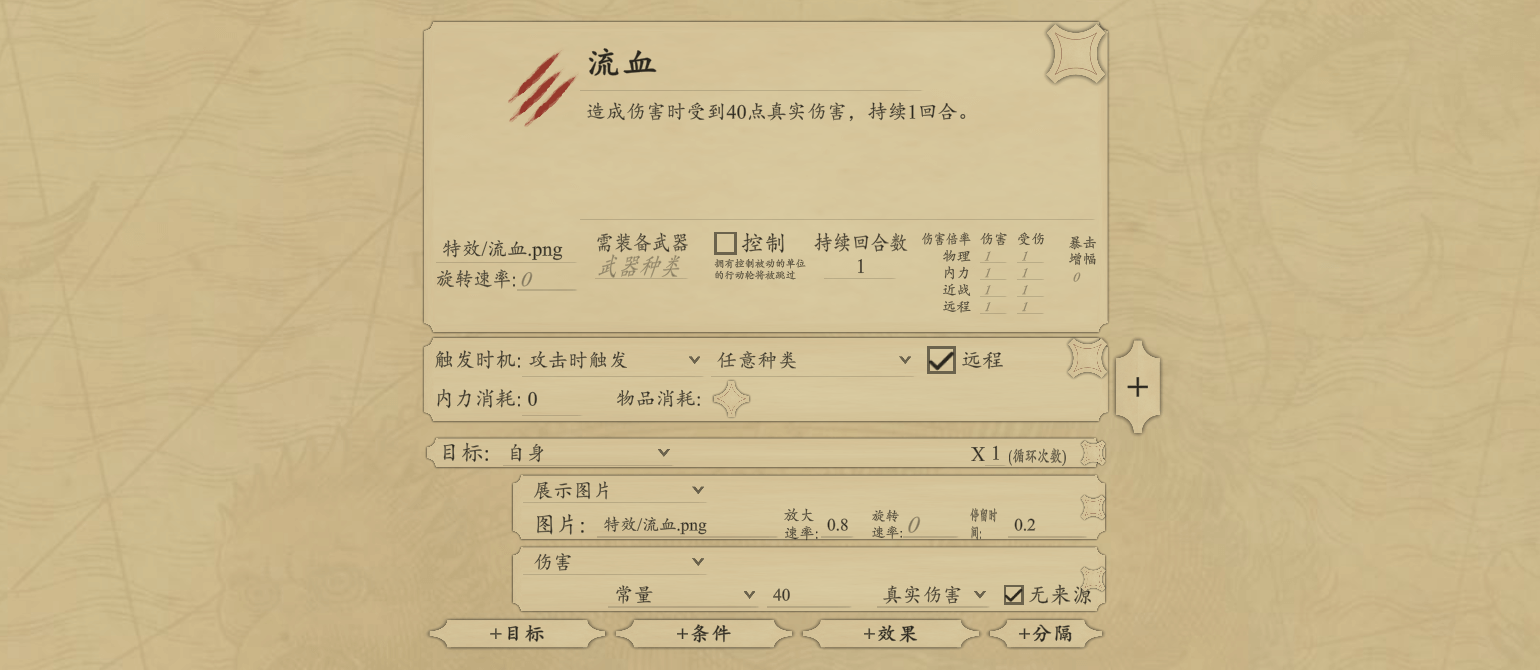 流血
造成伤害时受到40点真实伤害，持续1回合。
特效/流血.png
旋转速率: 0
需装备武器
武器种类
控制
拥有控制被动的单位
的行动轮将被跳过
持续回合数
1
伤害倍率 伤害 受伤
物理 1 1
内力 1 1
近战 1 1
远程 1 1
暴击
增幅
0
触发时机: 攻击时触发 任意种类 远程
内力消耗: 0 物品消耗:
+
目标: 自身 X 1 (循环次数)
展示图片
图片: 特效/流血.png 放大速率: 0.8 旋转速率: 0 停留时间: 0.2
伤害
常量 40 真实伤害 无来源
+目标 +条件 +效果 +分隔